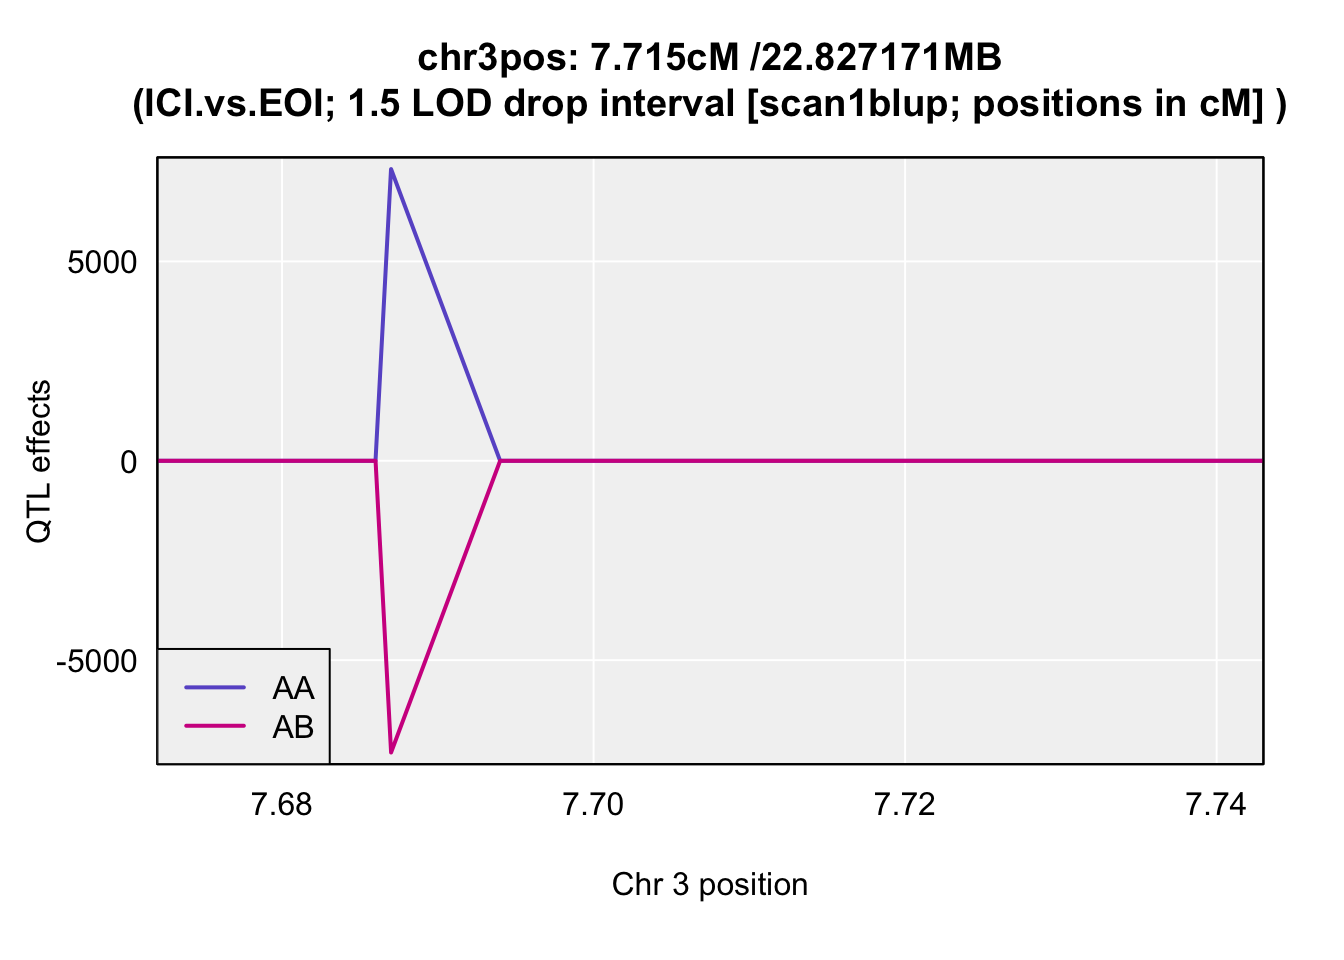 chr3pos: 7.715cM /22.827171MB
(ICI.vs.EOI; 1.5 LOD drop interval [scan1blup; positions in cM] )
QTL effects
5000
0
-5000
AA
AB
7.68 7.70 7.72 7.74
Chr 3 position